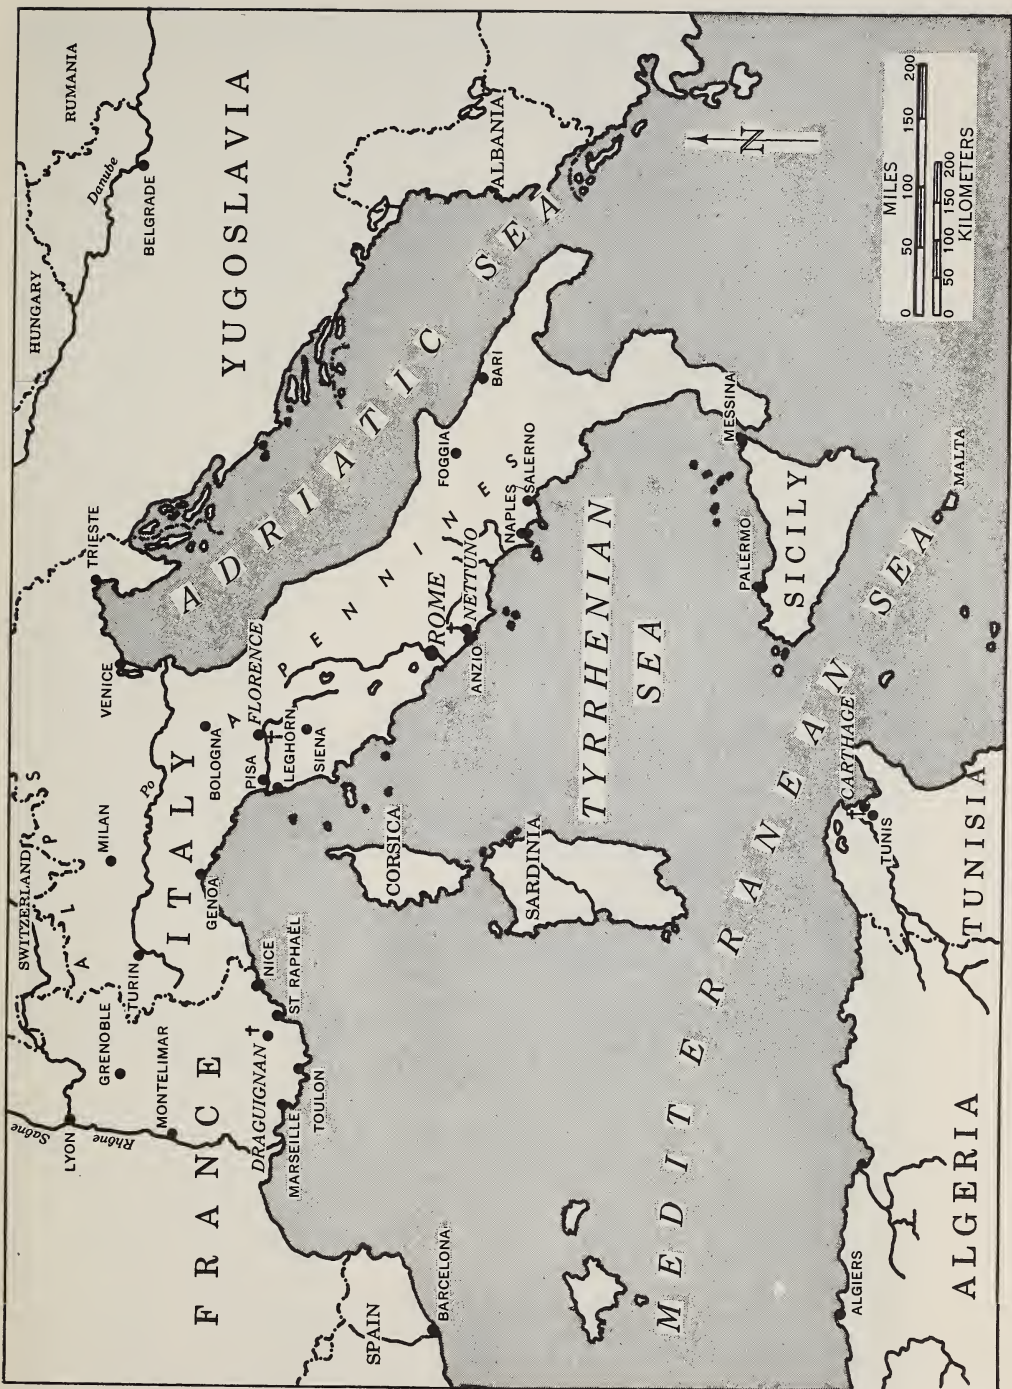 SWITZERLAND
A L P S
HUNGARY
RUMANIA
Danube
BELGRADE
YUGOSLAVIA
ALBANIA
Saône
LYON
Rhône
GRENOBLE
MONTELIMAR
TURIN
MILAN
Po
VENICE
TRIESTE
FRANCE
ITALY
GENOA
BOLOGNA
PISA
FLORENCE
LEGHORN
SIENA
APENNINES
ADRIATIC SEA
DRAGUIGNAN
MARSEILLE
TOULON
ST RAPHAËL
NICE
SPAIN
BARCELONA
CORSICA
SARDINIA
ROME
NETTUNO
ANZIO
FOGGIA
NAPLES
SALERNO
BARI
TYRRHENIAN
SEA
MESSINA
PALERMO
SICILY
MALTA
MEDITERRANEAN SEA
CARTHAGE
TUNIS
TUNISIA
ALGIERS
ALGERIA
N
MILES
0 50 100 150 200
0 50 100 150 200
KILOMETERS